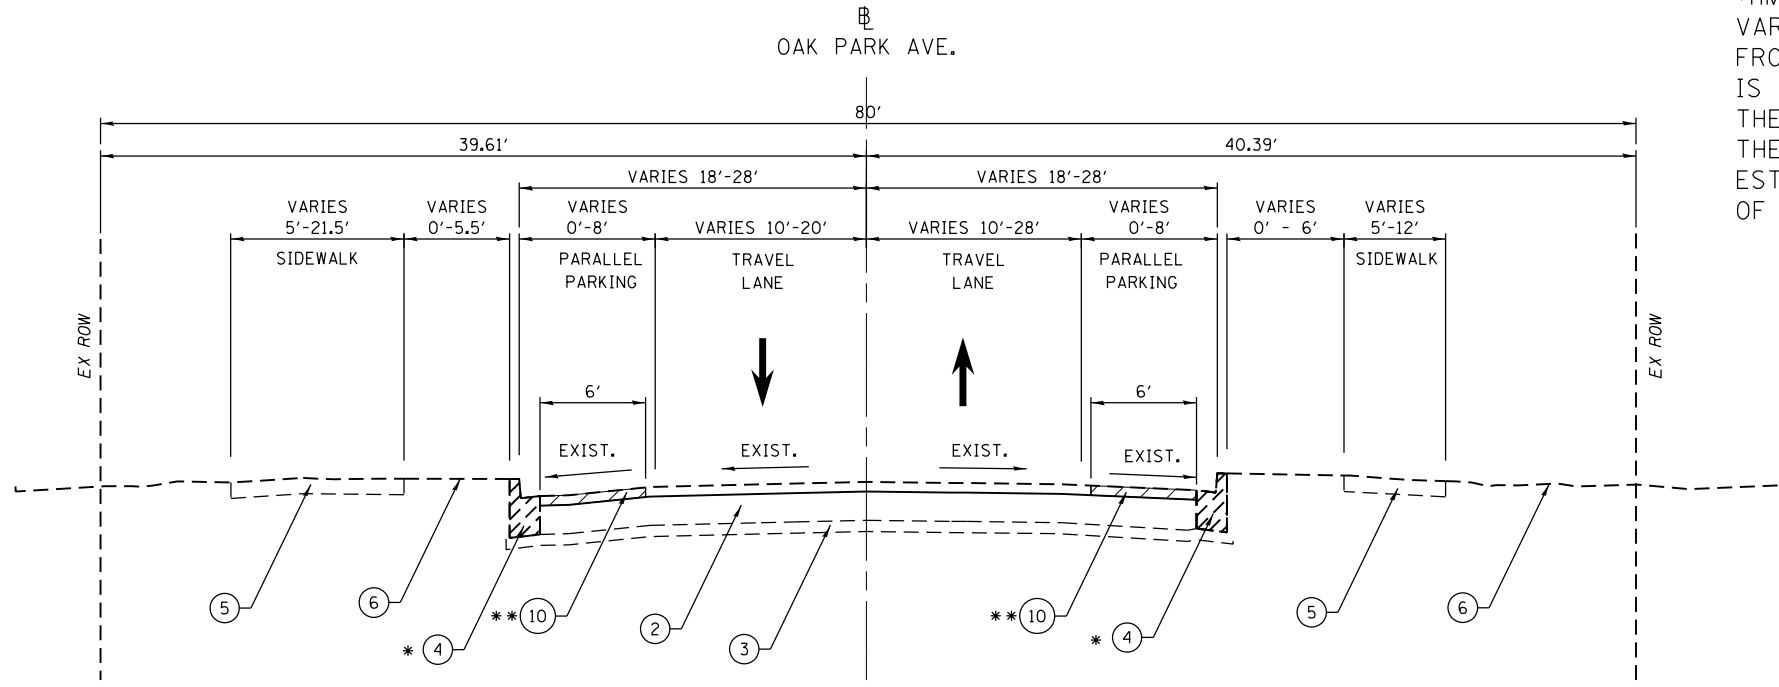 ℄
OAK PARK AVE.
80'
39.61'
40.39'
VARIES 18'-28'
VARIES 18'-28'
VARIES
5'-21.5'
SIDEWALK
VARIES
0'-5.5'
VARIES
0'-8'
PARALLEL
PARKING
VARIES 10'-20'
TRAVEL
LANE
VARIES 10'-28'
TRAVEL
LANE
VARIES
0'-8'
PARALLEL
PARKING
VARIES
0' - 6'
VARIES
5'-12'
SIDEWALK
EX ROW
EX ROW
6'
6'
EXIST.
EXIST.
EXIST.
EXIST.
5
6
* 4
** 10
2
3
** 10
* 4
5
6
VAR
FRO
IS
THE
THE
EST
OF